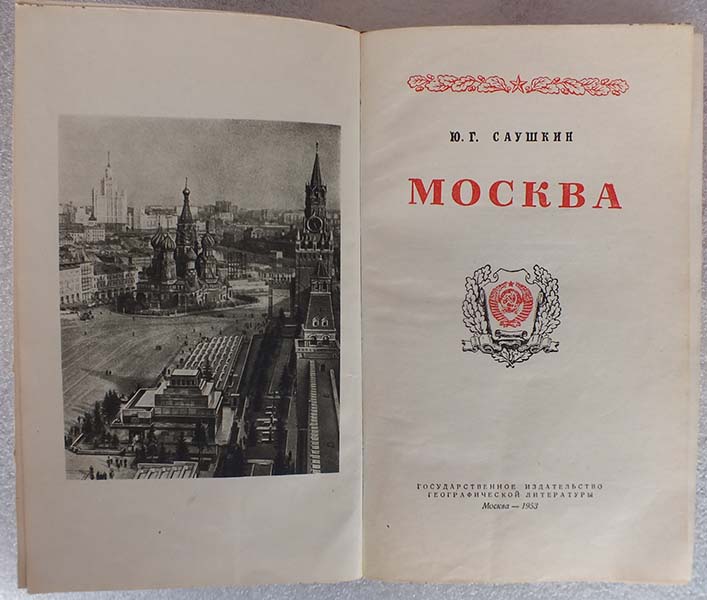 Ю. Г. САУШКИН
МОСКВА
ГОСУДАРСТВЕННОЕ ИЗДАТЕЛЬСТВО
ГЕОГРАФИЧЕСКОЙ ЛИТЕРАТУРЫ
Москва — 1953